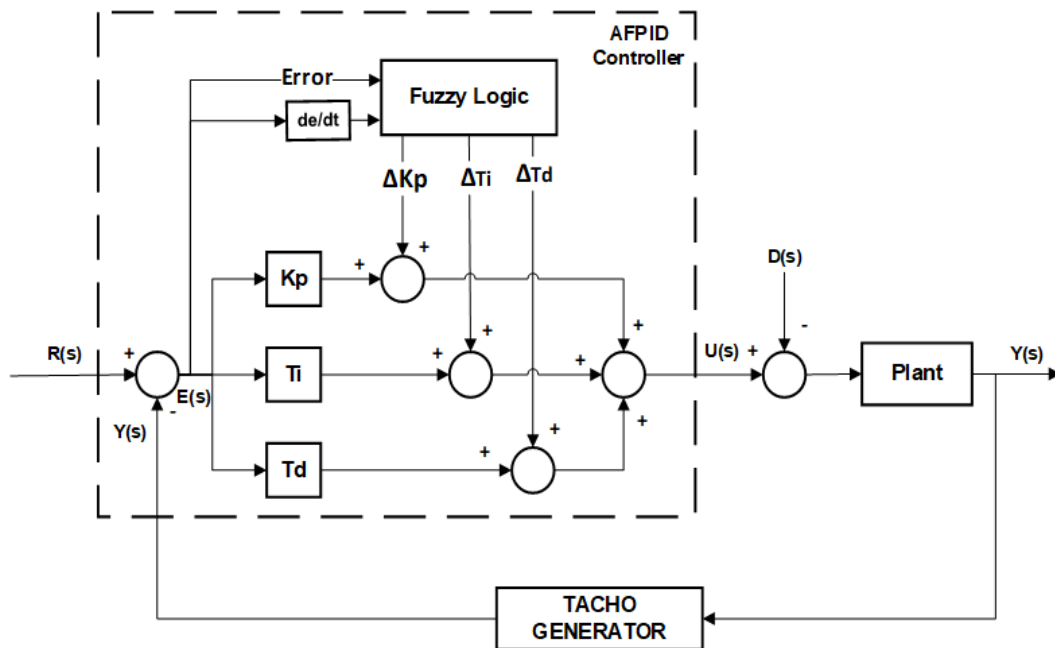 AFPID
Controller
Error
Fuzzy Logic
de/dt
ΔKp
ΔTi
ΔTd
+
+
Kp
D(s)
-
+
+
+
R(s)
+
Ti
+
+
U(s)
+
Plant
Y(s)
E(s)
-
Y(s)
+
+
+
Td
TACHO
GENERATOR